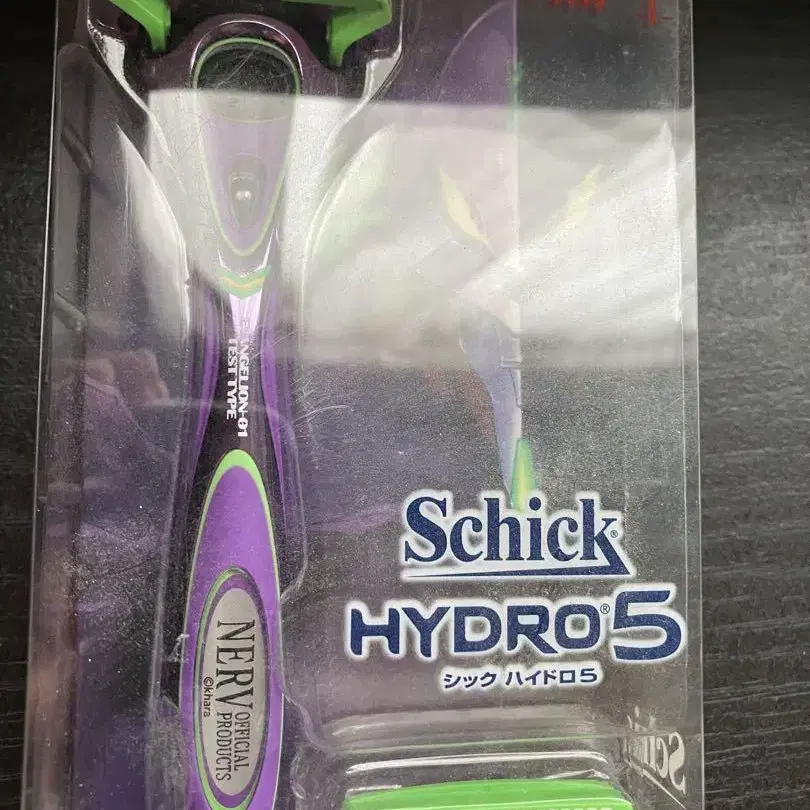 EVANGELION-01
TEST TYPE
Schick®
HYDRO®5
シック ハイドロ5
NERV
OFFICIAL
PRODUCTS
©khara
Schick